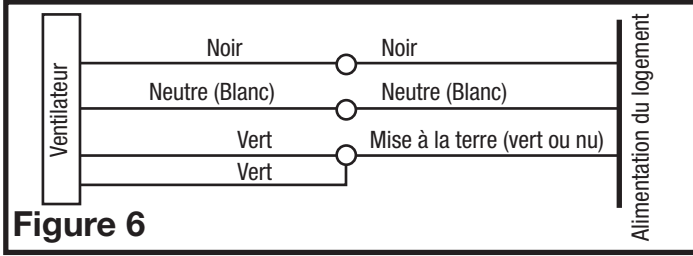 Ventilateur
Noir
Noir
Neutre (Blanc)
Neutre (Blanc)
Vert
Mise à la terre (vert ou nu)
Vert
Alimentation du logement
Figure 6